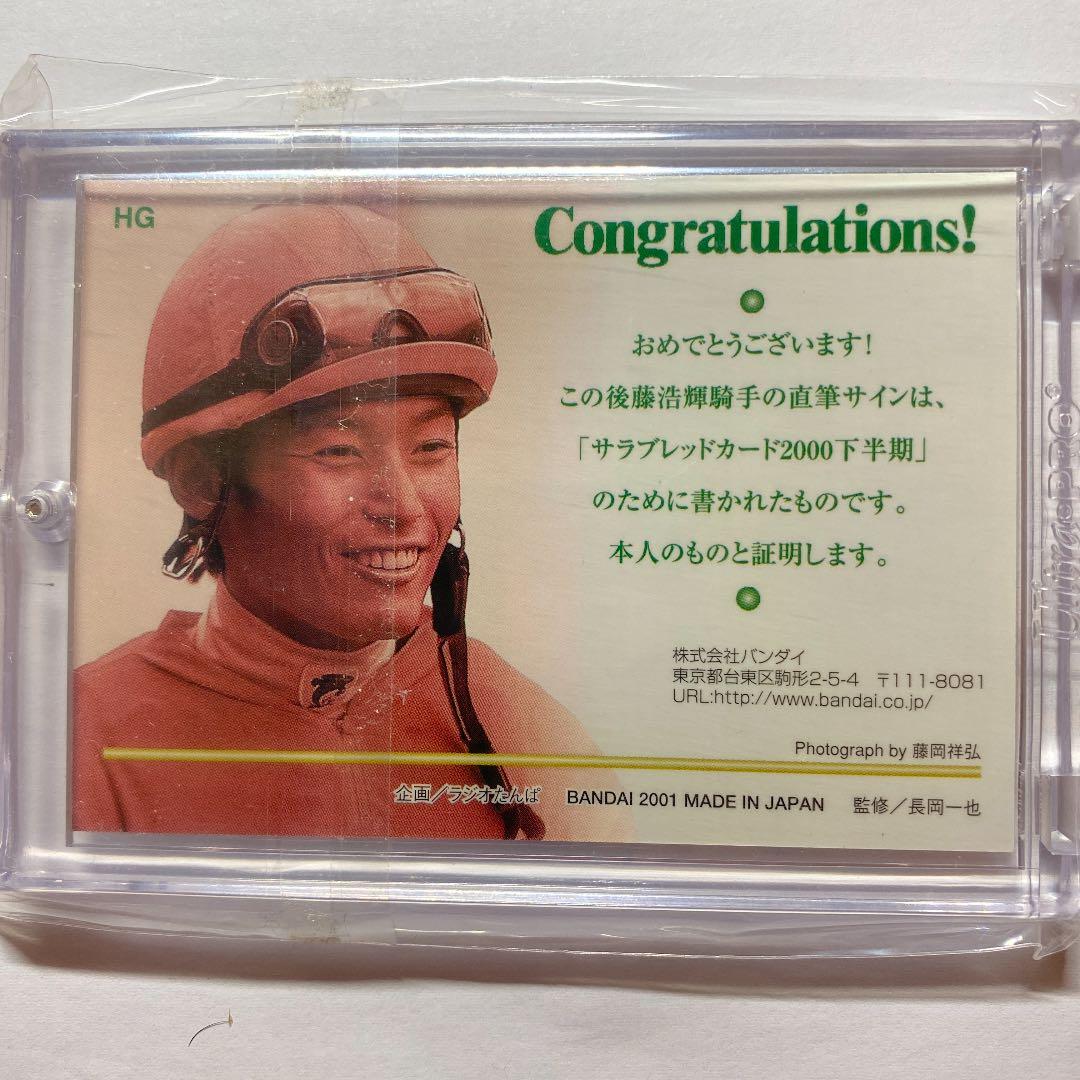 HG
Congratulations!
おめでとうございます!
この後藤浩輝騎手の直筆サインは、
「サラブレッドカード2000下半期」
のために書かれたものです。
本人のものと証明します。
株式会社バンダイ
東京都台東区駒形2-5-4 〒111-8081
URL:http://www.bandai.co.jp/
Photograph by 藤岡祥弘
企画/ラジオたんぱ BANDAI 2001 MADE IN JAPAN 監修/長岡一也